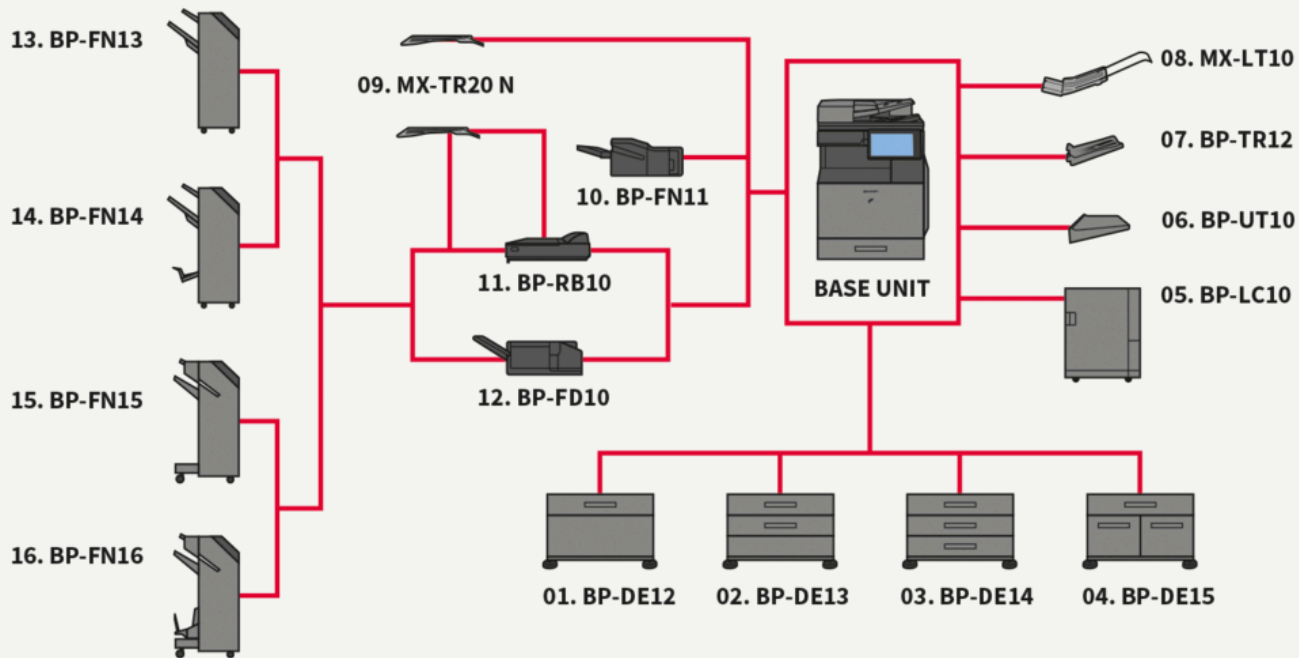 13. BP-FN13
09. MX-TR20 N
08. MX-LT10
07. BP-TR12
14. BP-FN14
10. BP-FN11
06. BP-UT10
11. BP-RB10
BASE UNIT
05. BP-LC10
15. BP-FN15
12. BP-FD10
16. BP-FN16
01. BP-DE12
02. BP-DE13
03. BP-DE14
04. BP-DE15